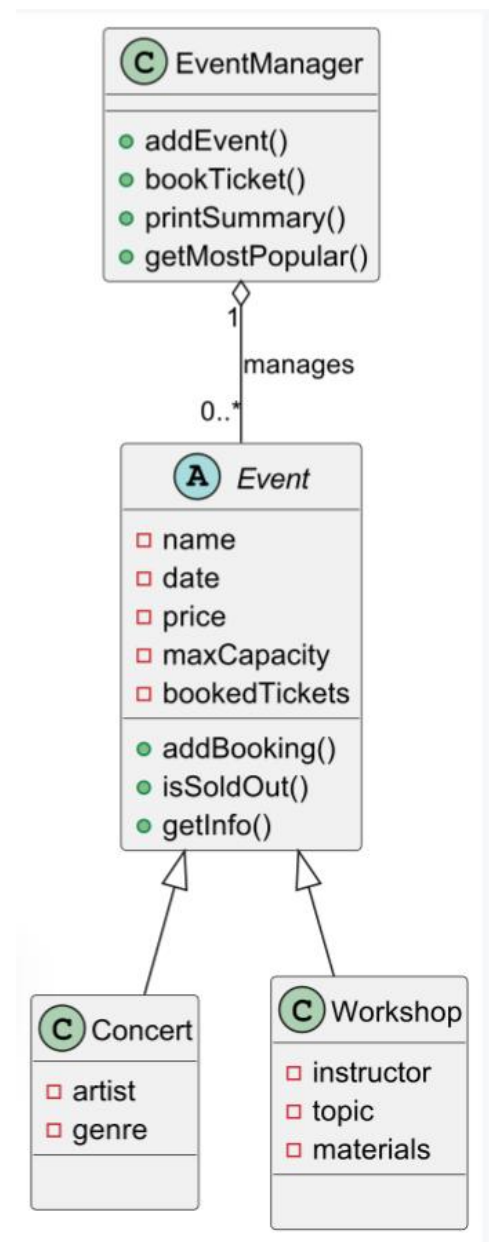 C EventManager
addEvent()
bookTicket()
printSummary()
getMostPopular()
1
manages
0..*
A Event
name
date
price
maxCapacity
bookedTickets
addBooking()
isSoldOut()
getInfo()
C Concert
artist
genre
C Workshop
instructor
topic
materials